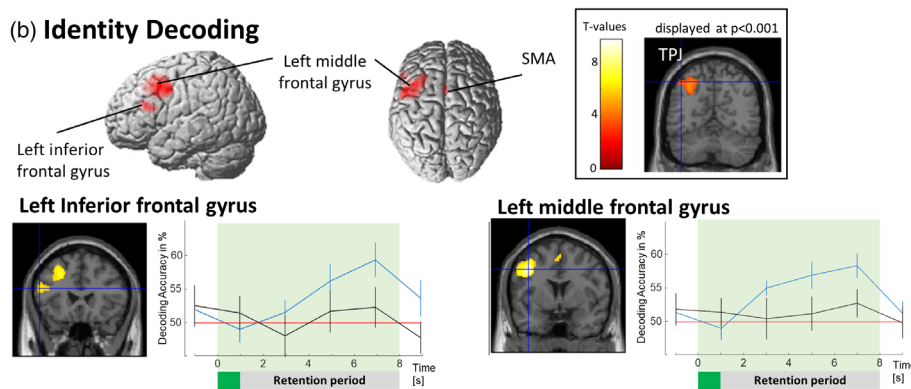 (b) Identity Decoding
Left middle
frontal gyrus
SMA
Left inferior
frontal gyrus
T-values
8
4
0
displayed at p<0.001
TPJ
Left Inferior frontal gyrus
Decoding Accuracy in %
60
55
50
0 2 4 6 8 Time
[s]
Retention period
Left middle frontal gyrus
Decoding Accuracy in %
60
55
50
0 2 4 6 8 Time
[s]
Retention period